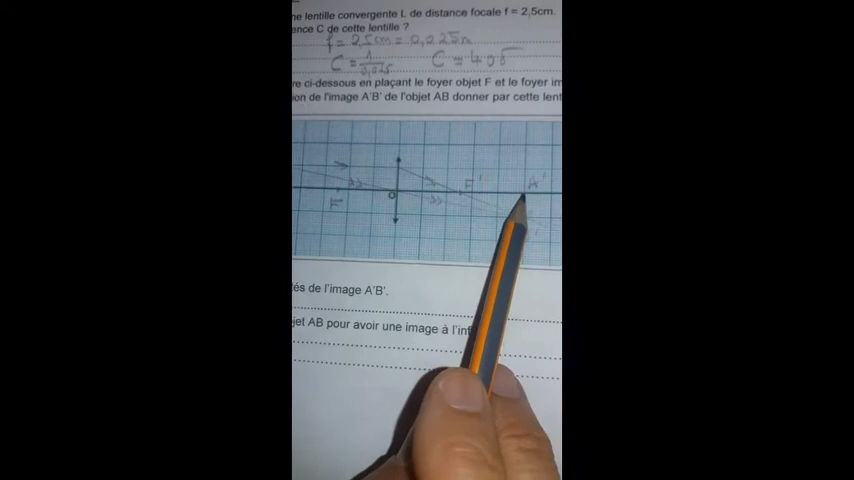 ne lentille convergente L de distance focale f = 2,5cm.
ence C de cette lentille ?
f = 2,5cm = 0,025m
C = 1/0,025 C = 40δ
re ci-dessous en plaçant le foyer objet F et le foyer im
ion de l'image A'B' de l'objet AB donner par cette lent
F' A'
F O
tés de l'image A'B'.
jet AB pour avoir une image à l'inf